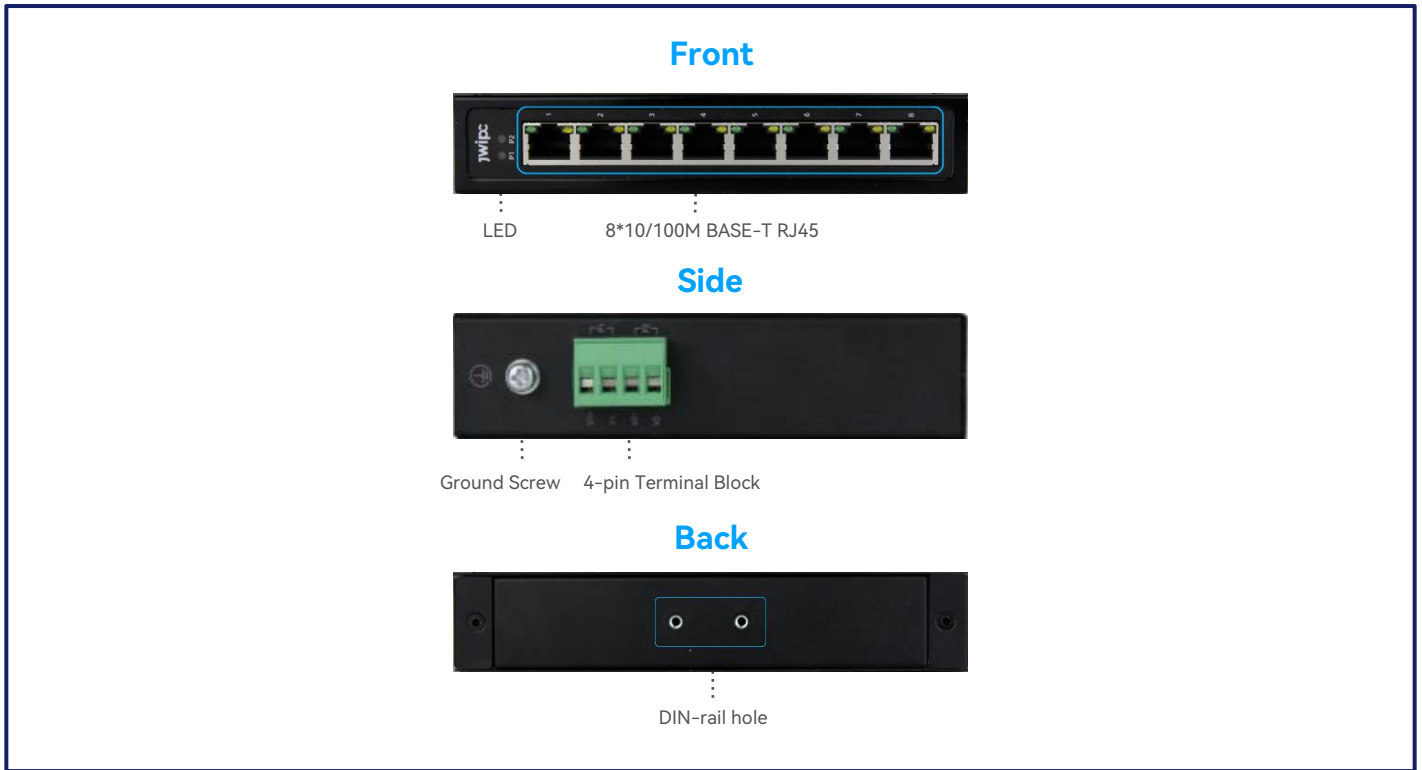 Front
Jwipc
P1 P2
1 2 3 4 5 6 7 8
LED
8*10/100M BASE-T RJ45
Side
Ground Screw
4-pin Terminal Block
Back
DIN-rail hole